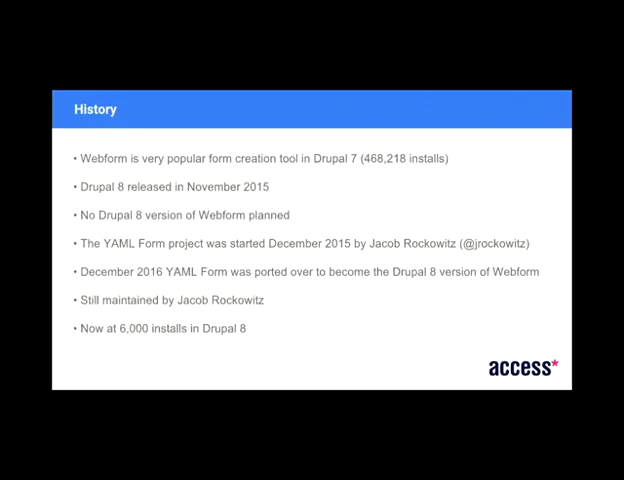 History
• Webform is very popular form creation tool in Drupal 7 (468,218 installs)
• Drupal 8 released in November 2015
• No Drupal 8 version of Webform planned
• The YAML Form project was started December 2015 by Jacob Rockowitz (@jrockowitz)
• December 2016 YAML Form was ported over to become the Drupal 8 version of Webform
• Still maintained by Jacob Rockowitz
• Now at 6,000 installs in Drupal 8
access*